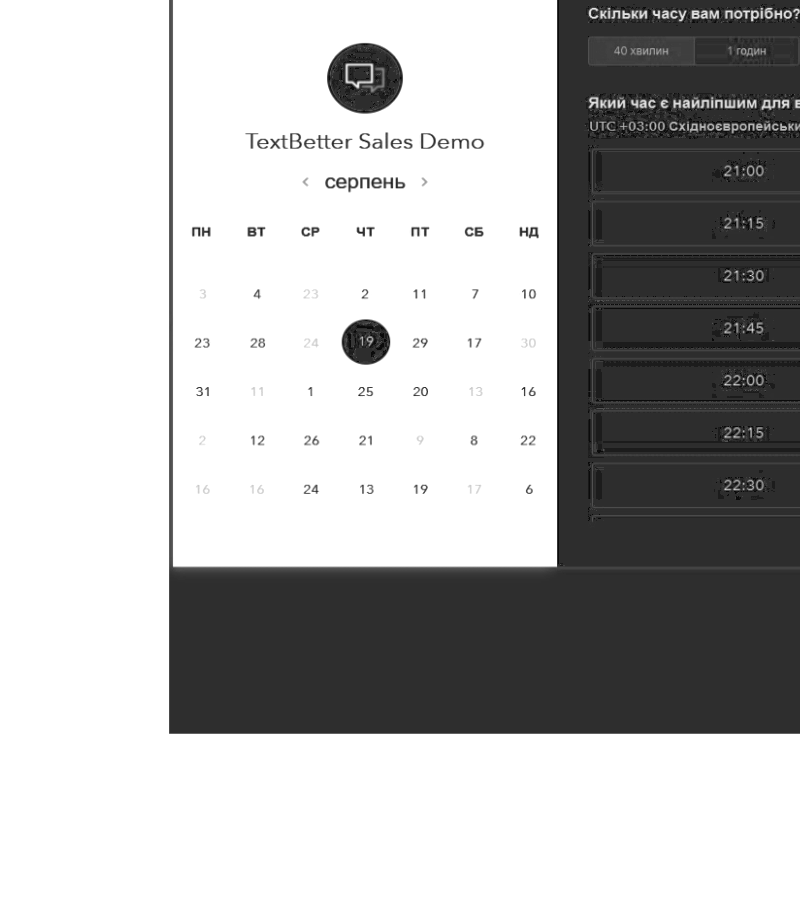 TextBetter Sales Demo
серпень
ПН ВТ СР ЧТ ПТ СБ НД
3 4 23 2 11 7 10
23 28 24 19 29 17 30
31 11 1 25 20 13 16
2 12 26 21 9 8 22
16 16 24 13 19 17 6
Скільки часу вам потрібно?
40 хвилин 1 годин
Який час є найліпшим для в
UTC +03:00 Східноєвропейськи
21:00
21:15
21:30
21:45
22:00
22:15
22:30